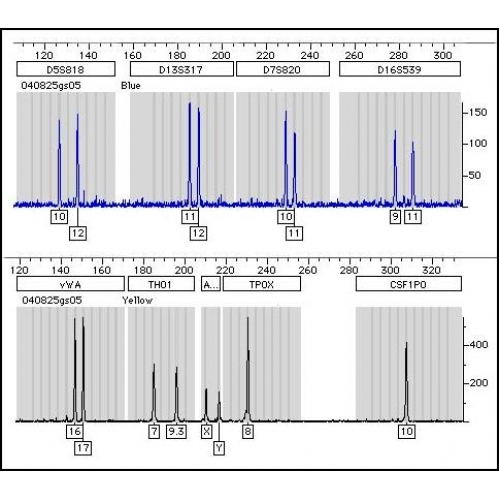 120 140 160 180 200 220 240 260 280 300
D5S818 D13S317 D7S820 D16S539
040825gs05 Blue
150
100
50
10 11 10 9 11
12 12 11
120 140 160 180 200 220 240 260 280 300 320
vWA TH01 A... TPOX CSF1PO
040825gs05 Yellow
400
200
16 7 9.3 X 8 10
17 Y